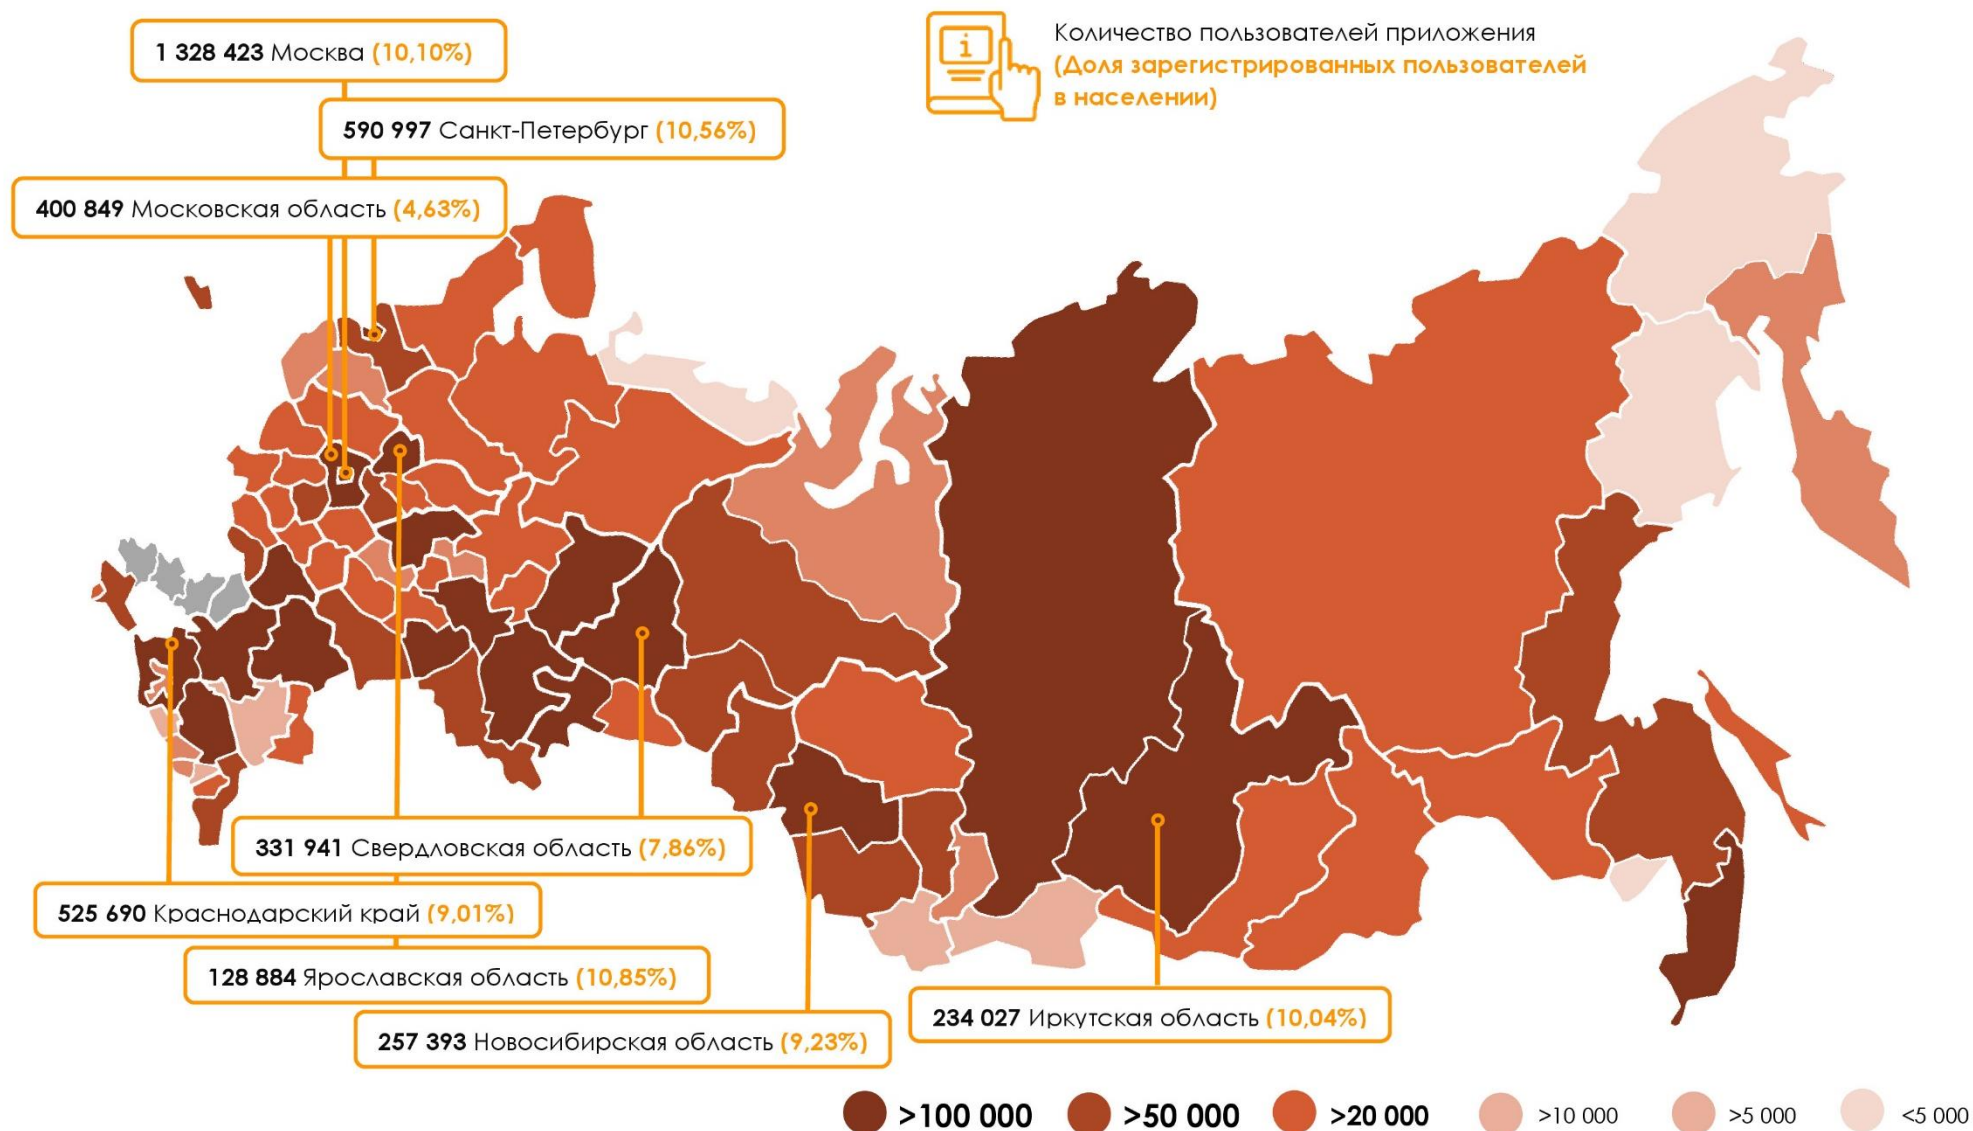 1 328 423 Москва (10,10%)
590 997 Санкт-Петербург (10,56%)
400 849 Московская область (4,63%)
i
Количество пользователей приложения
(Доля зарегистрированных пользователей
в населении)
331 941 Свердловская область (7,86%)
525 690 Краснодарский край (9,01%)
128 884 Ярославская область (10,85%)
257 393 Новосибирская область (9,23%)
234 027 Иркутская область (10,04%)
>100 000 >50 000 >20 000 >10 000 >5 000 <5 000